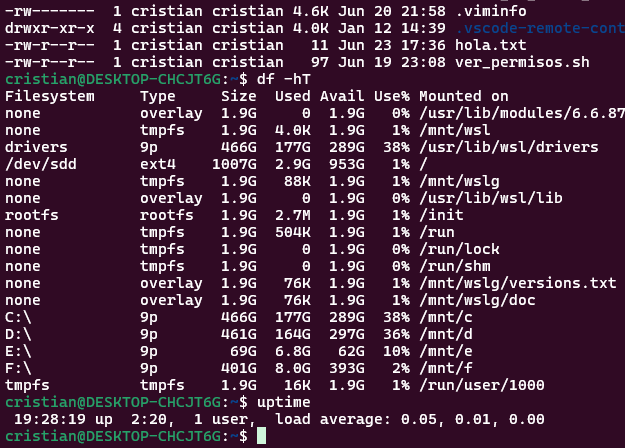 -rw-------  1 cristian cristian 4.6K Jun 20 21:58 .viminfo
drwxr-xr-x  4 cristian cristian 4.0K Jan 12 14:39 .vscode-remote-cont
-rw-r--r--  1 cristian cristian   11 Jun 23 17:36 hola.txt
-rw-r--r--  1 cristian cristian   97 Jun 19 23:08 ver_permisos.sh
cristian@DESKTOP-CHCJT6G:~$ df -hT
Filesystem     Type     Size  Used Avail Use% Mounted on
none           overlay  1.9G     0  1.9G   0% /usr/lib/modules/6.6.87
none           tmpfs    1.9G  4.0K  1.9G   1% /mnt/wsl
drivers        9p       466G  177G  289G  38% /usr/lib/wsl/drivers
/dev/sdd       ext4    1007G  2.9G  953G   1% /
none           tmpfs    1.9G   88K  1.9G   1% /mnt/wslg
none           overlay  1.9G     0  1.9G   0% /usr/lib/wsl/lib
rootfs         rootfs   1.9G  2.7M  1.9G   1% /init
none           tmpfs    1.9G  504K  1.9G   1% /run
none           tmpfs    1.9G     0  1.9G   0% /run/lock
none           tmpfs    1.9G     0  1.9G   0% /run/shm
none           overlay  1.9G   76K  1.9G   1% /mnt/wslg/versions.txt
none           overlay  1.9G   76K  1.9G   1% /mnt/wslg/doc
C:\            9p       466G  177G  289G  38% /mnt/c
D:\            9p       461G  164G  297G  36% /mnt/d
E:\            9p        69G  6.8G   62G  10% /mnt/e
F:\            9p       401G  8.0G  393G   2% /mnt/f
tmpfs          tmpfs    1.9G   16K  1.9G   1% /run/user/1000
cristian@DESKTOP-CHCJT6G:~$ uptime
 19:28:19 up  2:20,  1 user,  load average: 0.05, 0.01, 0.00
cristian@DESKTOP-CHCJT6G:~$